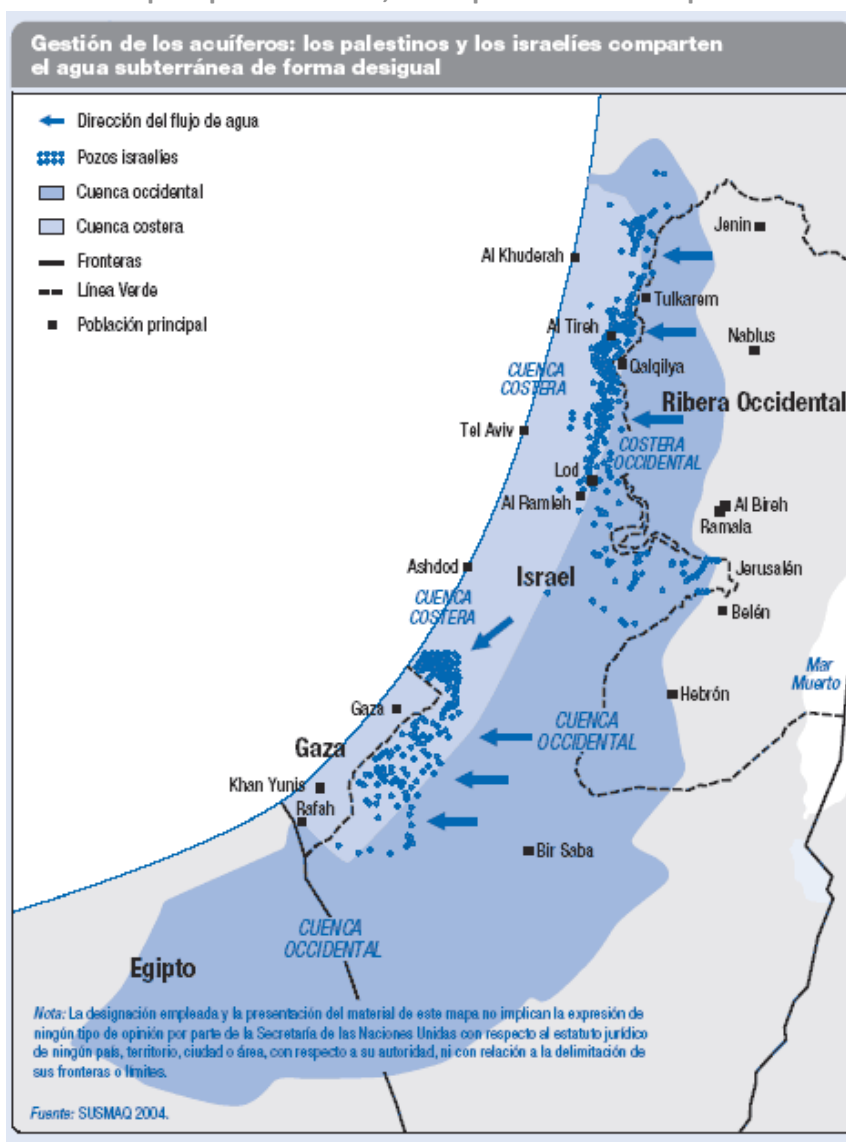 Gestión de los acuíferos: los palestinos y los israelíes comparten
el agua subterránea de forma desigual
Dirección del flujo de agua
Pozos israelíes
Cuenca occidental
Cuenca costera
Fronteras
Línea Verde
Población principal
Jenin
Al Khuderah
Tulkarem
Al Tireh
Nablus
Qalqilya
CUENCA
COSTERA
Ribera Occidental
Tel Aviv
COSTERA
OCCIDENTAL
Lod
Al Ramleh
Al Bireh
Ramala
Ashdod
Israel
Jerusalén
CUENCA
COSTERA
Belén
Mar
Muerto
Hebrón
Gaza
CUENCA
OCCIDENTAL
Gaza
Khan Yunis
Rafah
Bir Saba
CUENCA
OCCIDENTAL
Egipto
Nota: La designación empleada y la presentación del material de este mapa no implican la expresión de
ningún tipo de opinión por parte de la Secretaría de las Naciones Unidas con respecto al estatuto jurídico
de ningún país, territorio, ciudad o área, con respecto a su autoridad, ni con relación a la delimitación de
sus fronteras o límites.
Fuente: SUSMAQ 2004.